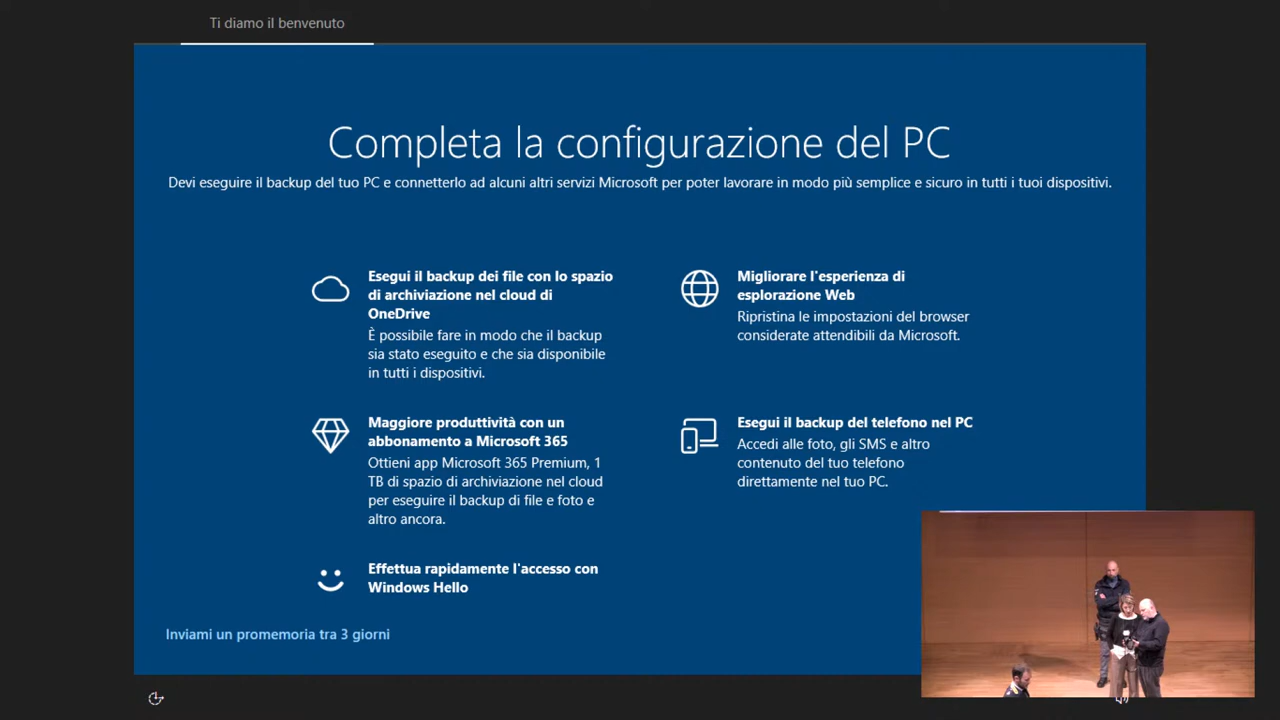 Ti diamo il benvenuto
Completa la configurazione del PC
Devi eseguire il backup del tuo PC e connetterlo ad alcuni altri servizi Microsoft per poter lavorare in modo più semplice e sicuro in tutti i tuoi dispositivi.
Esegui il backup dei file con lo spazio
di archiviazione nel cloud di
OneDrive
È possibile fare in modo che il backup
sia stato eseguito e che sia disponibile
in tutti i dispositivi.
Migliorare l'esperienza di
esplorazione Web
Ripristina le impostazioni del browser
considerate attendibili da Microsoft.
Maggiore produttività con un
abbonamento a Microsoft 365
Ottieni app Microsoft 365 Premium, 1
TB di spazio di archiviazione nel cloud
per eseguire il backup di file e foto e
altro ancora.
Esegui il backup del telefono nel PC
Accedi alle foto, gli SMS e altro
contenuto del tuo telefono
direttamente nel tuo PC.
Effettua rapidamente l'accesso con
Windows Hello
Inviami un promemoria tra 3 giorni